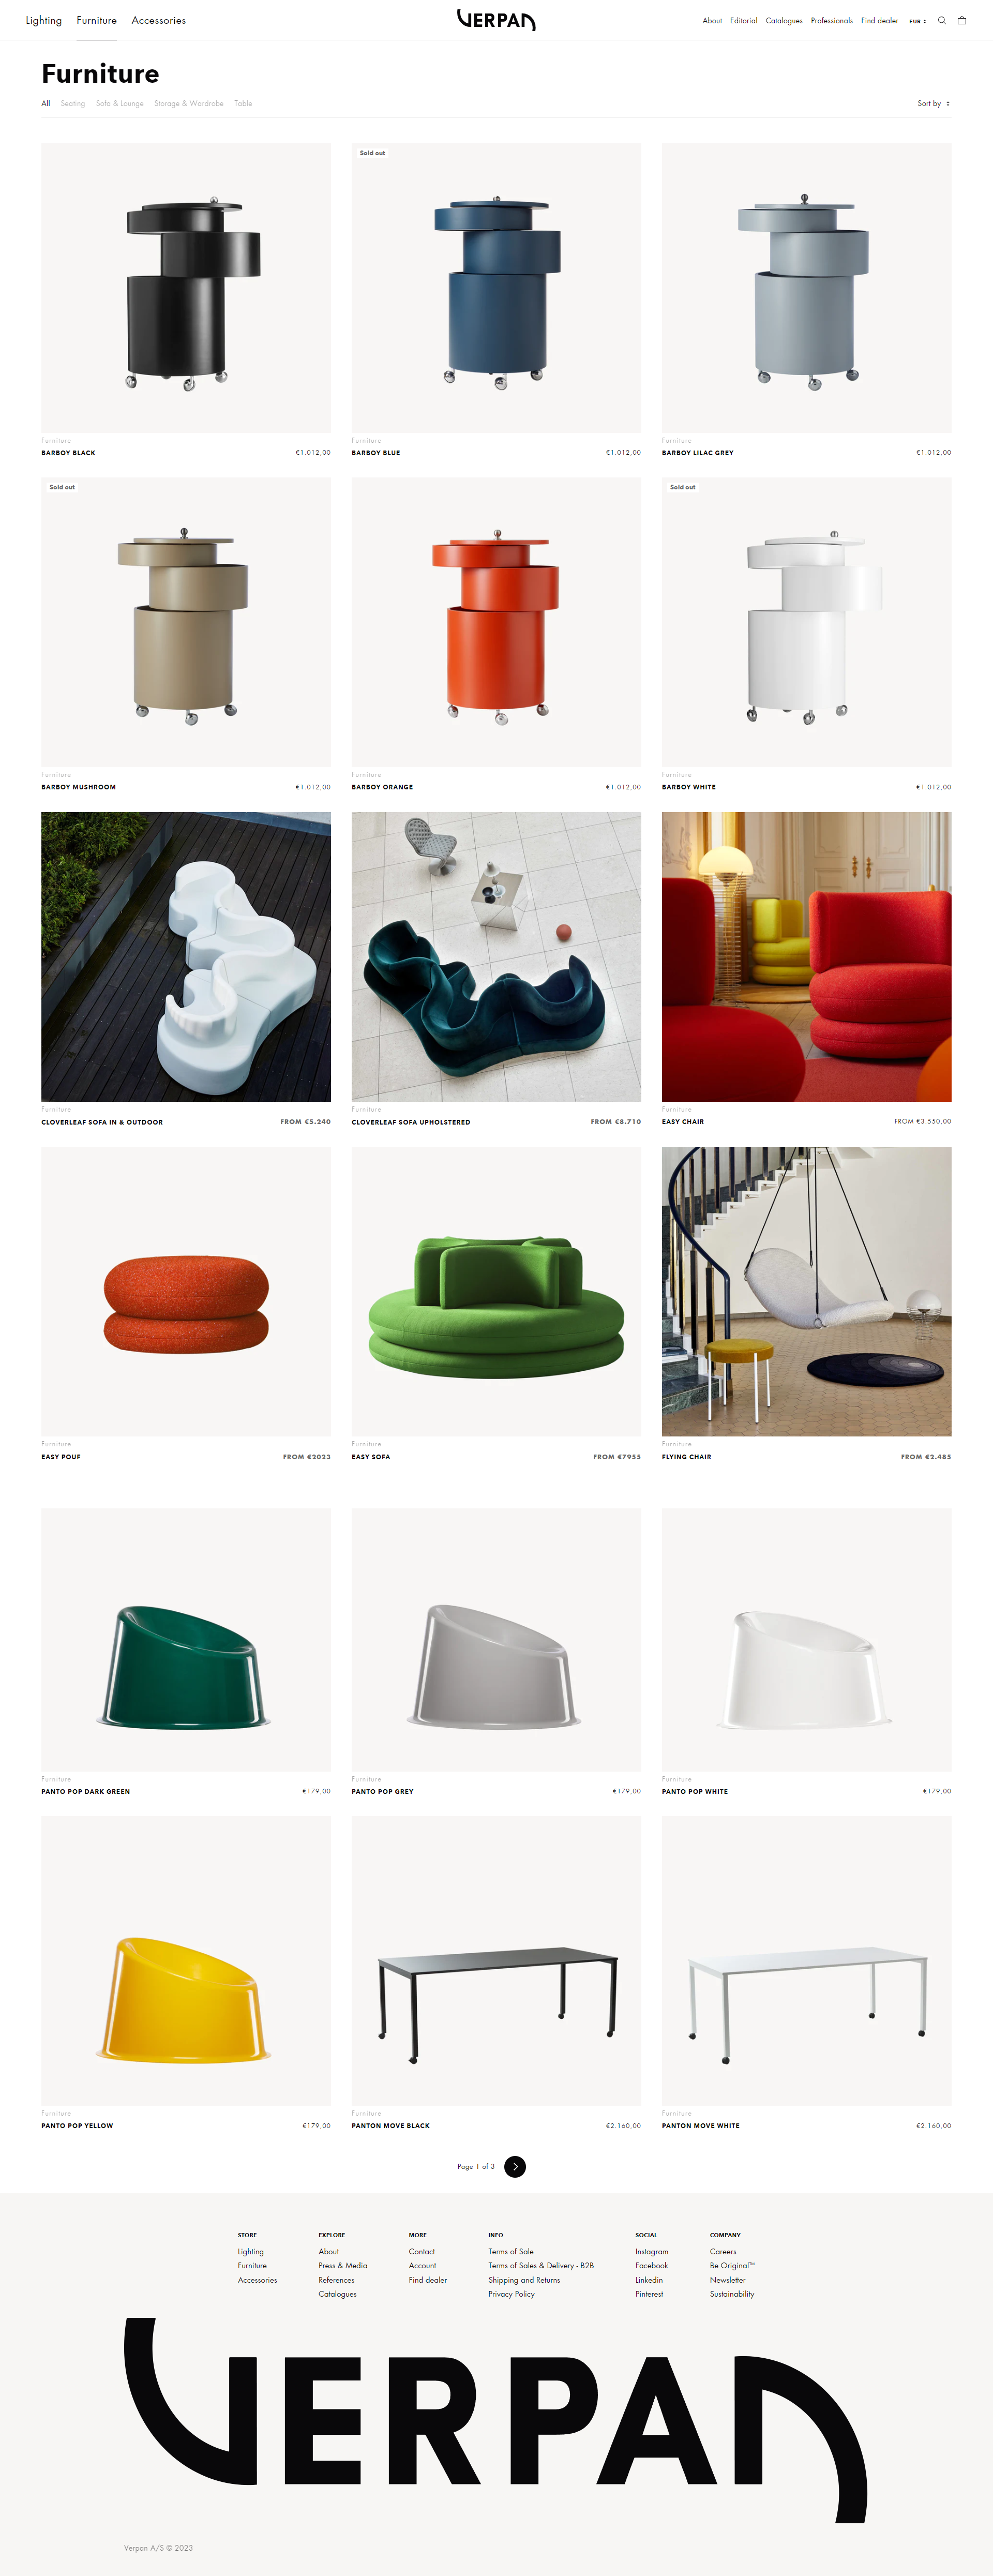 Lighting Furniture Accessories
VERPAN
About Editorial Catalogues Professionals Find dealer EUR
Furniture
All Seating Sofa & Lounge Storage & Wardrobe Table
Sort by
Sold out
Furniture
BARBOY BLACK €1.012,00
Furniture
BARBOY BLUE €1.012,00
Furniture
BARBOY LILAC GREY €1.012,00
Sold out
Sold out
Furniture
BARBOY MUSHROOM €1.012,00
Furniture
BARBOY ORANGE €1.012,00
Furniture
BARBOY WHITE €1.012,00
Furniture
CLOVERLEAF SOFA IN & OUTDOOR FROM €5.240
Furniture
CLOVERLEAF SOFA UPHOLSTERED FROM €8.710
Furniture
EASY CHAIR FROM €3.550,00
Furniture
EASY POUF FROM €2023
Furniture
EASY SOFA FROM €7955
Furniture
FLYING CHAIR FROM €2.485
Furniture
PANTO POP DARK GREEN €179,00
Furniture
PANTO POP GREY €179,00
Furniture
PANTO POP WHITE €179,00
Furniture
PANTO POP YELLOW €179,00
Furniture
PANTON MOVE BLACK €2.160,00
Furniture
PANTON MOVE WHITE €2.160,00
Page 1 of 3
STORE
Lighting
Furniture
Accessories
EXPLORE
About
Press & Media
References
Catalogues
MORE
Contact
Account
Find dealer
INFO
Terms of Sale
Terms of Sales & Delivery - B2B
Shipping and Returns
Privacy Policy
SOCIAL
Instagram
Facebook
Linkedin
Pinterest
COMPANY
Careers
Be Original™
Newsletter
Sustainability
VERPAN
Verpan A/S © 2023